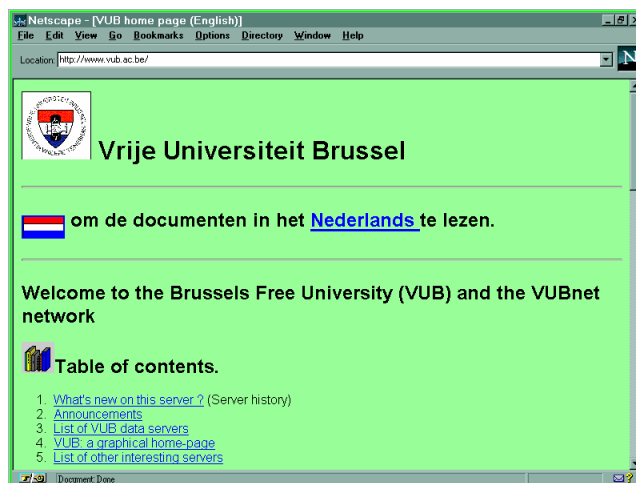 Netscape - [VUB home page (English)]
File Edit View Go Bookmarks Options Directory Window Help
Location: http://www.vub.ac.be/
N
Vrije Universiteit Brussel
om de documenten in het Nederlands te lezen.
Welcome to the Brussels Free University (VUB) and the VUBnet
network
Table of contents.
1. What's new on this server ? (Server history)
2. Announcements
3. List of VUB data servers
4. VUB: a graphical home-page
5. List of other interesting servers
Document: Done